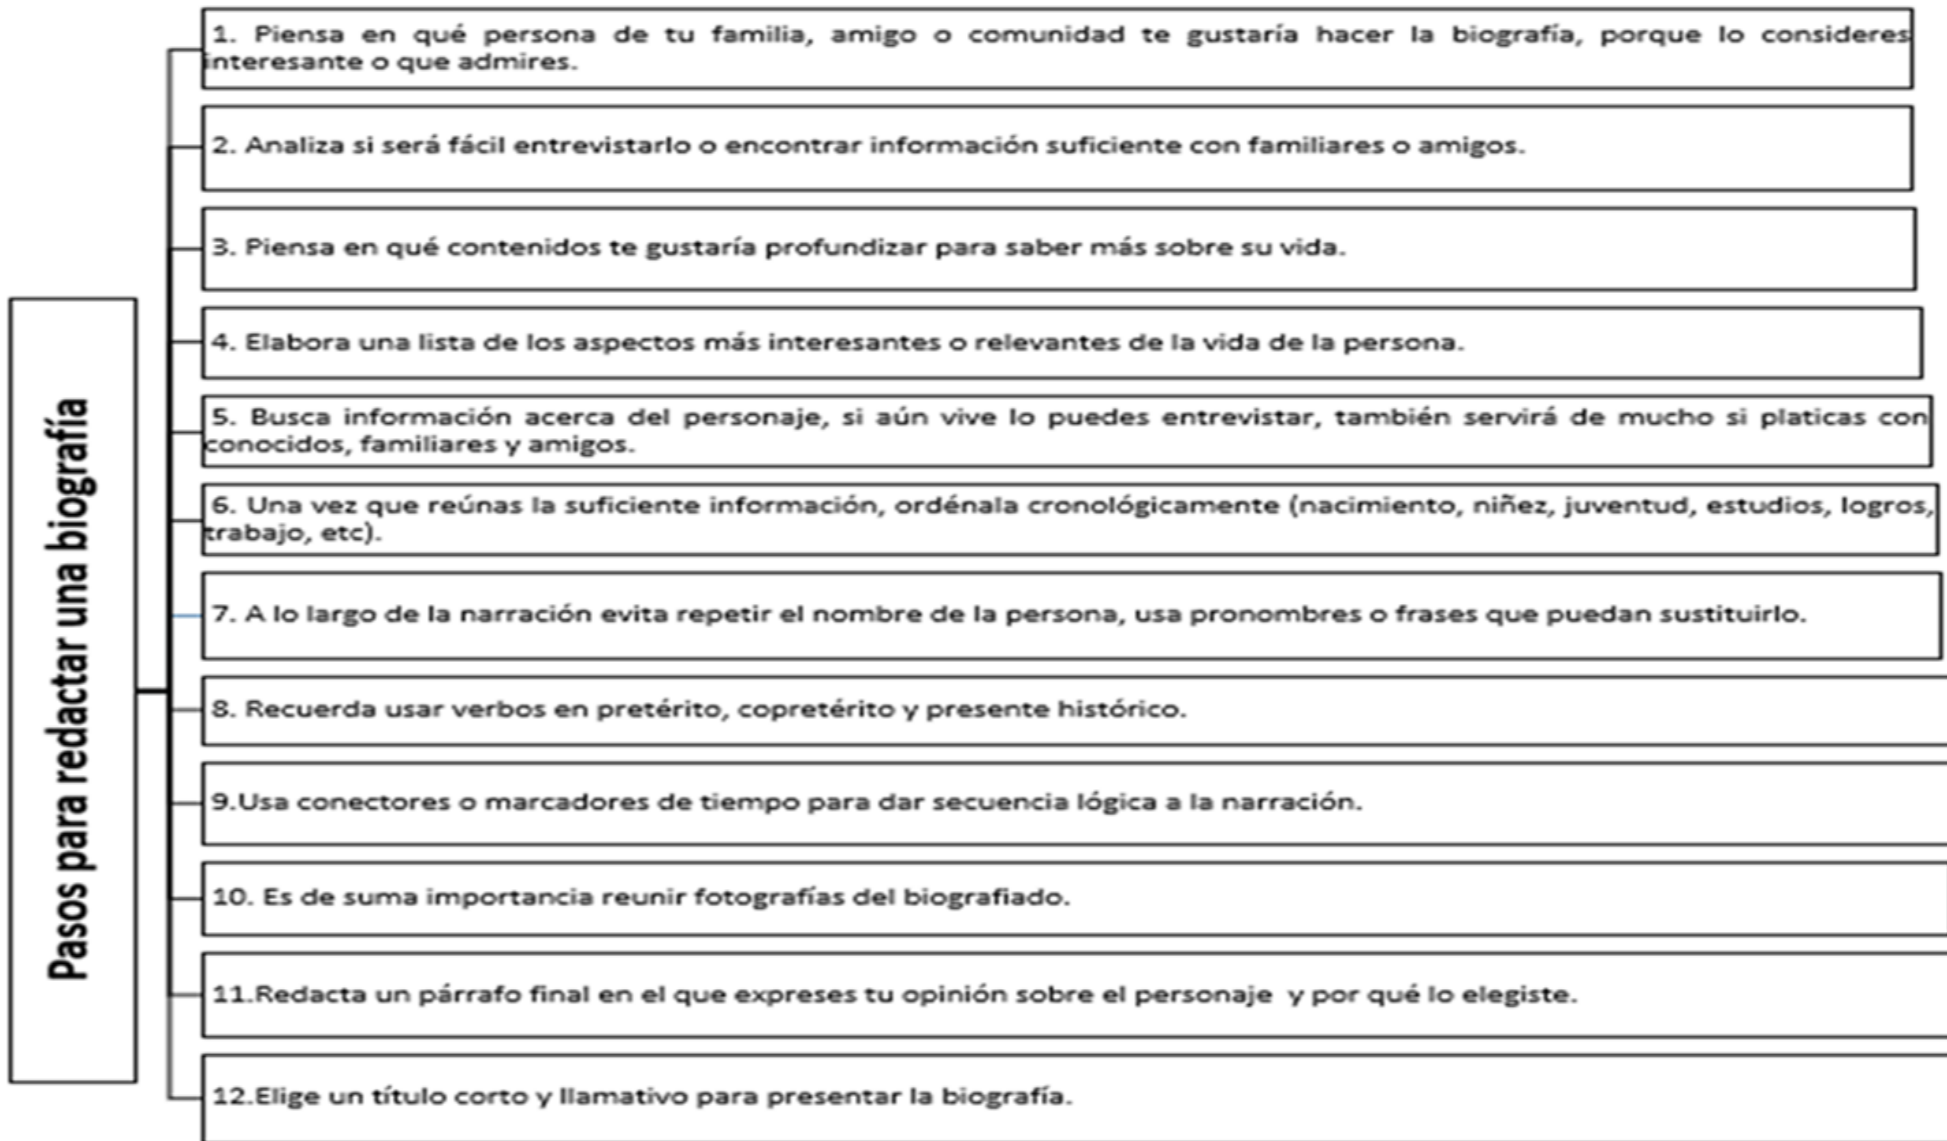 Pasos para redactar una biografía
1. Piensa en qué persona de tu familia, amigo o comunidad te gustaría hacer la biografía, porque lo consideres
interesante o que admires.
2. Analiza si será fácil entrevistarlo o encontrar información suficiente con familiares o amigos.
3. Piensa en qué contenidos te gustaría profundizar para saber más sobre su vida.
4. Elabora una lista de los aspectos más interesantes o relevantes de la vida de la persona.
5. Busca información acerca del personaje, si aún vive lo puedes entrevistar, también servirá de mucho si platicas con
conocidos, familiares y amigos.
6. Una vez que reúnas la suficiente información, ordénala cronológicamente (nacimiento, niñez, juventud, estudios, logros,
trabajo, etc).
7. A lo largo de la narración evita repetir el nombre de la persona, usa pronombres o frases que puedan sustituirlo.
8. Recuerda usar verbos en pretérito, copretérito y presente histórico.
9.Usa conectores o marcadores de tiempo para dar secuencia lógica a la narración.
10. Es de suma importancia reunir fotografías del biografiado.
11.Redacta un párrafo final en el que expreses tu opinión sobre el personaje  y por qué lo elegiste.
12.Elige un título corto y llamativo para presentar la biografía.